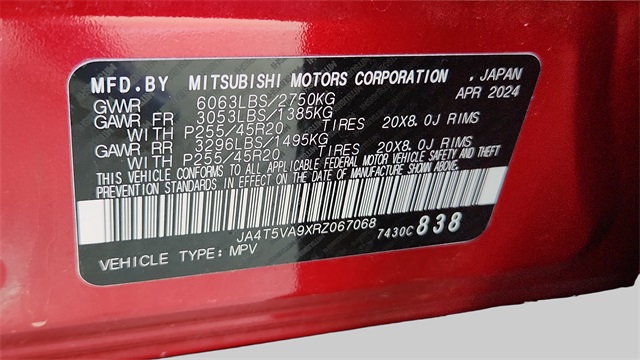 MFD.BY MITSUBISHI MOTORS CORPORATION , JAPAN
GVWR 6063LBS/2750KG APR 2024
GAWR FR 3053LBS/1385KG
WITH P255/45R20 TIRES 20X8.0J RIMS
GAWR RR 3296LBS/1495KG
WITH P255/45R20 TIRES 20X8.0J RIMS
THIS VEHICLE CONFORMS TO ALL APPLICABLE FEDERAL MOTOR VEHICLE SAFETY AND THEFT
PREVENTION STANDARDS IN EFFECT ON THE DATE OF MANUFACTURE SHOWN ABOVE.
JA4T5VA9XRZ067068 7430C 838
VEHICLE TYPE: MPV